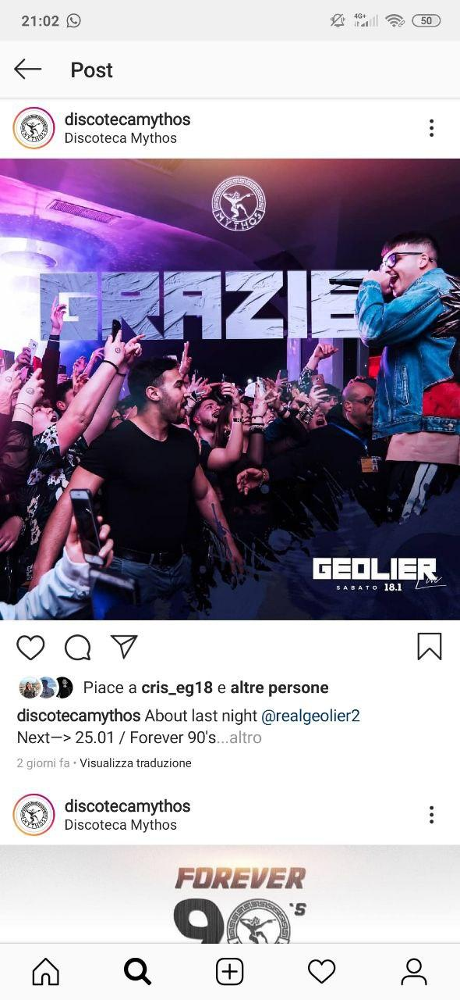 21:02
4G+
50
Post
discotecamythos
Discoteca Mythos
MYTHOS
GRAZIE
GEOLIER
Live
SABATO 18.1
Piace a cris_eg18 e altre persone
discotecamythos About last night @realgeolier2
Next—> 25.01 / Forever 90's...altro
2 giorni fa • Visualizza traduzione
discotecamythos
Discoteca Mythos
FOREVER
90's